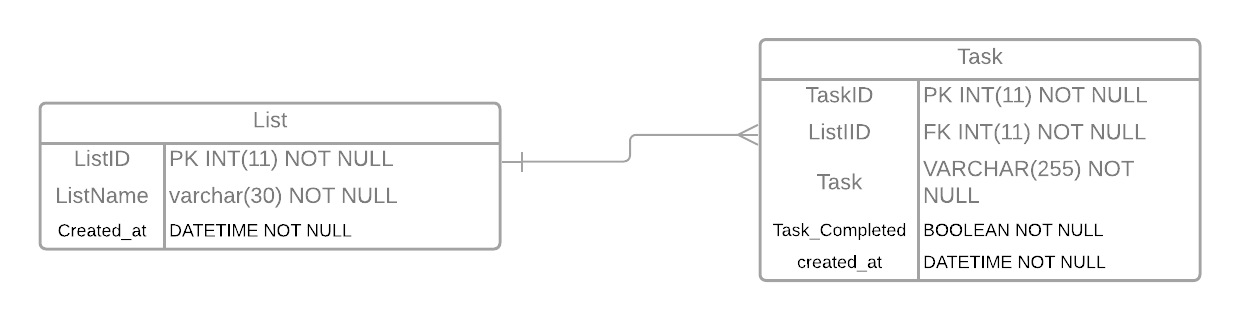 List
ListID PK INT(11) NOT NULL
ListName varchar(30) NOT NULL
Created_at DATETIME NOT NULL
Task
TaskID PK INT(11) NOT NULL
ListIID FK INT(11) NOT NULL
Task VARCHAR(255) NOT
NULL
Task_Completed BOOLEAN NOT NULL
created_at DATETIME NOT NULL